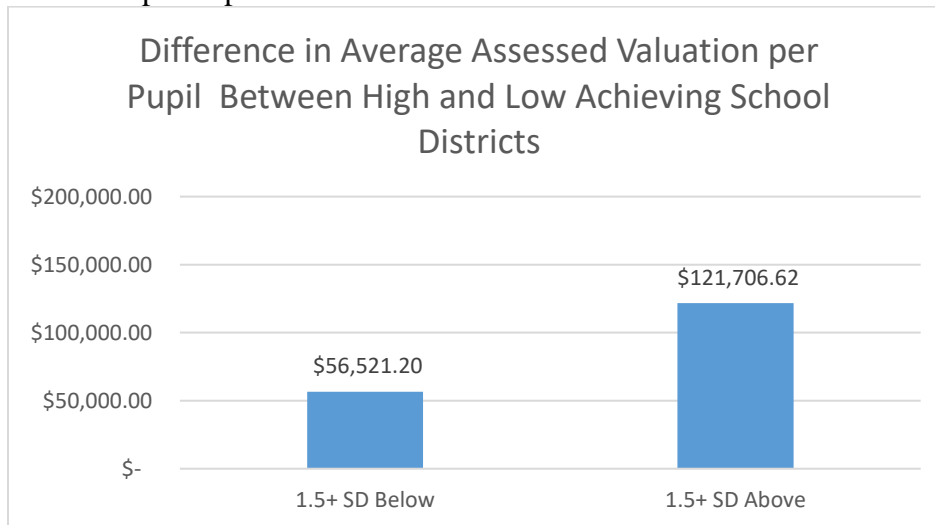 Difference in Average Assessed Valuation per
Pupil Between High and Low Achieving School
Districts
$200,000.00
$150,000.00
$121,706.62
$100,000.00
$56,521.20
$50,000.00
$-
1.5+ SD Below
1.5+ SD Above